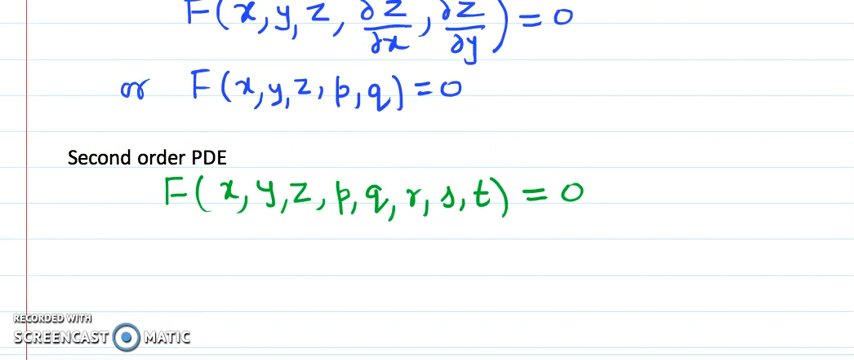 F(x, y, z, ∂z/∂x, ∂z/∂y) = 0
or F(x, y, z, p, q) = 0
Second order PDE
F(x, y, z, p, q, r, s, t) = 0
RECORDED WITH
SCREENCAST MATIC